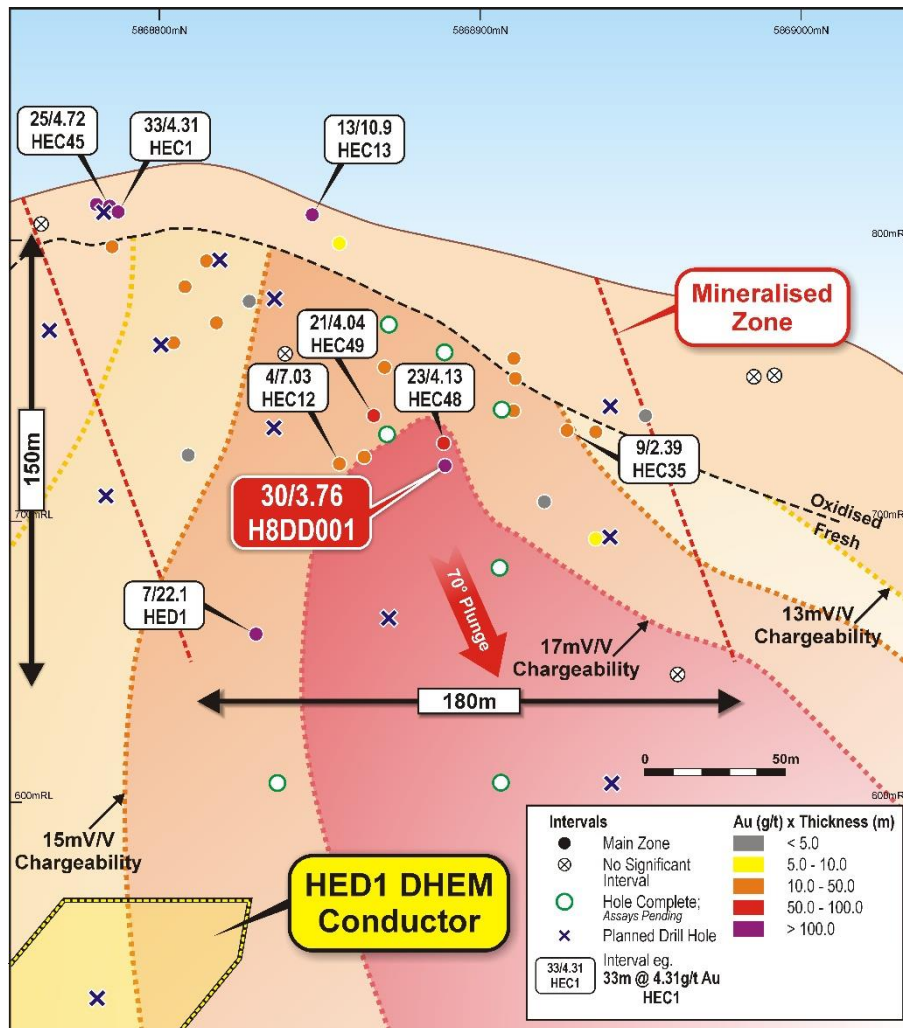 5868800mN
5868900mN
5869000mN
25/4.72
HEC45
33/4.31
HEC1
13/10.9
HEC13
800mRL
Mineralised
Zone
21/4.04
HEC49
4/7.03
HEC12
23/4.13
HEC48
9/2.39
HEC35
150m
30/3.76
H8DD001
Oxidised
Fresh
700mRL
70° Plunge
7/22.1
HED1
13mV/V
Chargeability
17mV/V
Chargeability
180m
0
50m
600mRL
600mRL
15mV/V
Chargeability
HED1 DHEM
Conductor
Intervals
Main Zone
No Significant
Interval
Hole Complete;
Assays Pending
Planned Drill Hole
33/4.31
HEC1
Interval eg.
33m @ 4.31g/t Au
HEC1
Au (g/t) x Thickness (m)
< 5.0
5.0 - 10.0
10.0 - 50.0
50.0 - 100.0
> 100.0